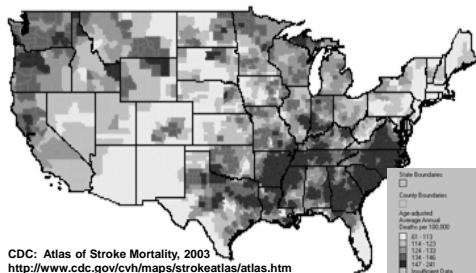 CDC: Atlas of Stroke Mortality, 2003
http://www.cdc.gov/cvh/maps/strokeatlas/atlas.htm
State Boundaries
County Boundaries
Age-adjusted
Average Annual
Deaths per 100,000
61 - 113
114 - 123
124 - 133
134 - 146
147 - 241
Insufficient Data